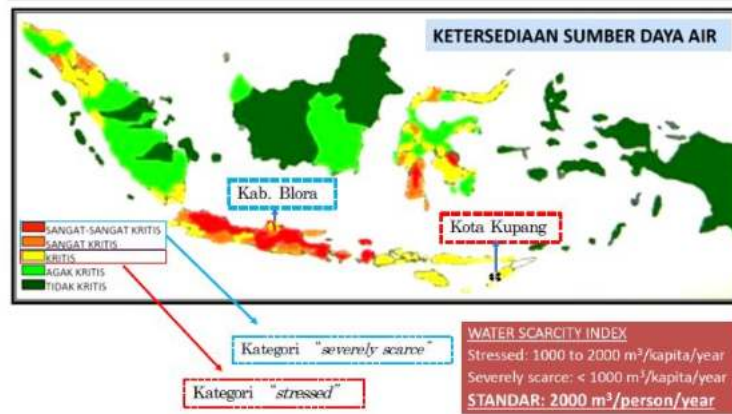 KETERSEDIAAN SUMBER DAYA AIR
Kab. Blora
Kota Kupang
SANGAT-SANGAT KRITIS
SANGAT KRITIS
KRITIS
AGAK KRITIS
TIDAK KRITIS
Kategori "severely scarce"
Kategori "stressed"
WATER SCARCITY INDEX
Stressed: 1000 to 2000 m³/kapita/year
Severely scarce: < 1000 m³/kapita/year
STANDAR: 2000 m³/person/year